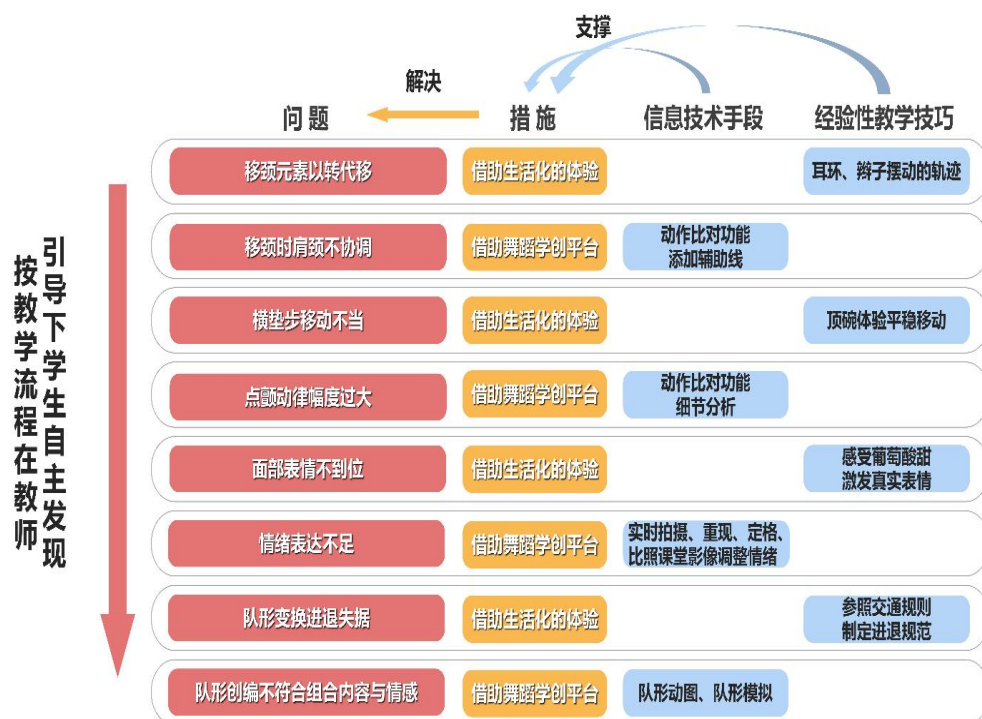 支撑
解决
问 题
措 施
信息技术手段
经验性教学技巧
按教学流程在教师
引导下学生自主发现
移颈元素以转代移
借助生活化的体验
耳环、辫子摆动的轨迹
移颈时肩颈不协调
借助舞蹈学创平台
动作比对功能
添加辅助线
横垫步移动不当
借助生活化的体验
顶碗体验平稳移动
点颤动律幅度过大
借助舞蹈学创平台
动作比对功能
细节分析
面部表情不到位
借助生活化的体验
感受葡萄酸甜
激发真实表情
情绪表达不足
借助舞蹈学创平台
实时拍摄、重现、定格、
比照课堂影像调整情绪
队形变换进退失据
借助生活化的体验
参照交通规则
制定进退规范
队形创编不符合组合内容与情感
借助舞蹈学创平台
队形动图、队形模拟